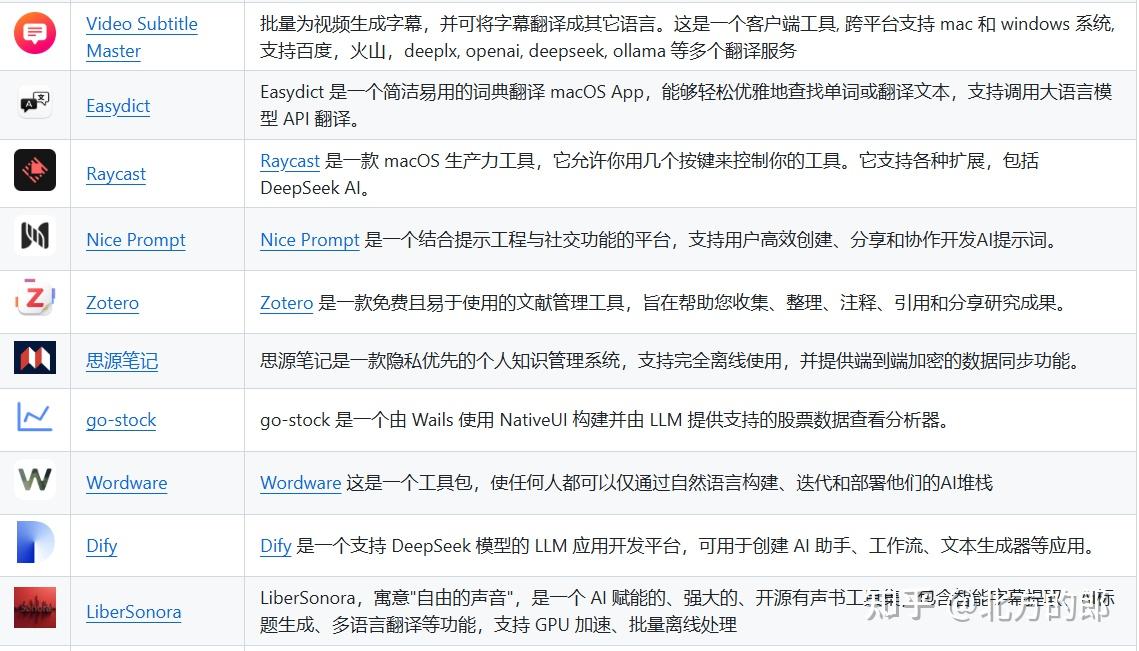 Video Subtitle
Master
批量为视频生成字幕，并可将字幕翻译成其它语言。这是一个客户端工具, 跨平台支持 mac 和 windows 系统,
支持百度，火山，deeplx, openai, deepseek, ollama 等多个翻译服务
Easydict
Easydict 是一个简洁易用的词典翻译 macOS App，能够轻松优雅地查找单词或翻译文本，支持调用大语言模
型 API 翻译。
Raycast
Raycast 是一款 macOS 生产力工具，它允许你用几个按键来控制你的工具。它支持各种扩展，包括
DeepSeek AI。
Nice Prompt
Nice Prompt 是一个结合提示工程与社交功能的平台，支持用户高效创建、分享和协作开发AI提示词。
Zotero
Zotero 是一款免费且易于使用的文献管理工具，旨在帮助您收集、整理、注释、引用和分享研究成果。
思源笔记
思源笔记是一款隐私优先的个人知识管理系统，支持完全离线使用，并提供端到端加密的数据同步功能。
go-stock
go-stock 是一个由 Wails 使用 NativeUI 构建并由 LLM 提供支持的股票数据查看分析器。
Wordware
Wordware 这是一个工具包，使任何人都可以仅通过自然语言构建、迭代和部署他们的AI堆栈
Dify
Dify 是一个支持 DeepSeek 模型的 LLM 应用开发平台，可用于创建 AI 助手、工作流、文本生成器等应用。
LiberSonora
LiberSonora，寓意"自由的声音"，是一个 AI 赋能的、强大的、开源有声书工具集，包含智能字幕提取、AI标
题生成、多语言翻译等功能，支持 GPU 加速、批量离线处理
知乎 @北方的郎